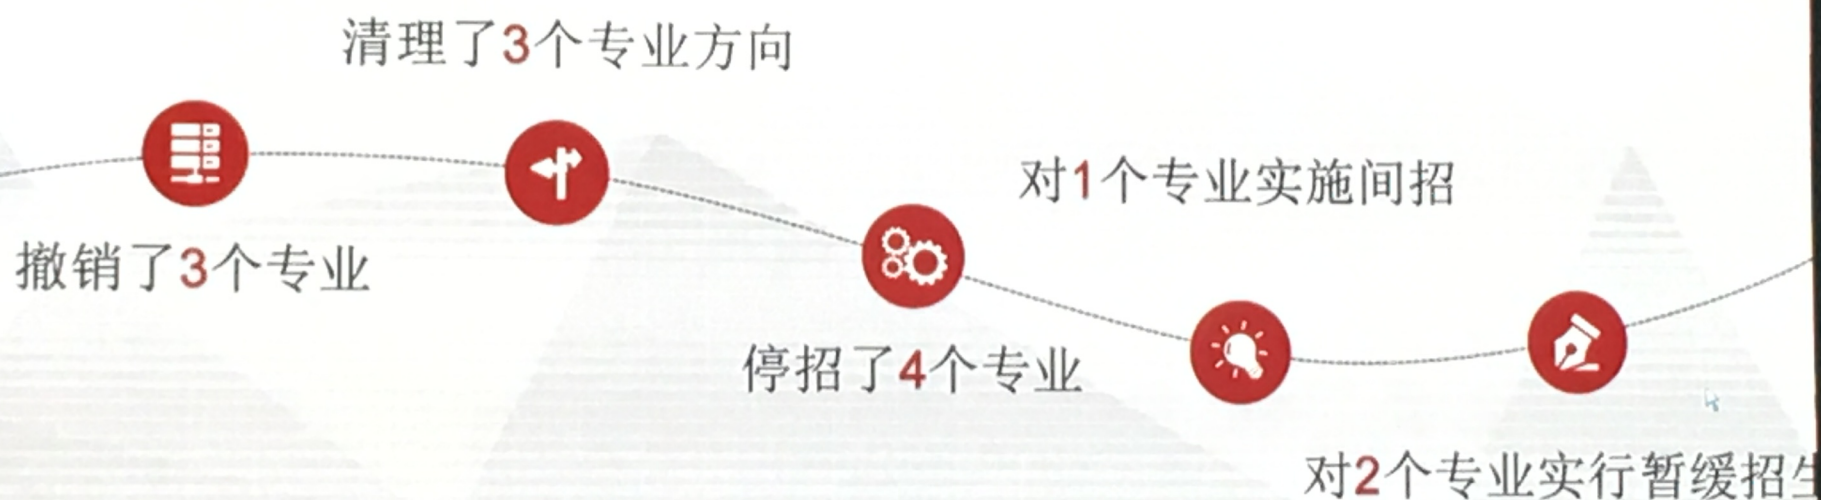 清理了3个专业方向
撤销了3个专业
对1个专业实施间招
停招了4个专业
对2个专业实行暂缓招生